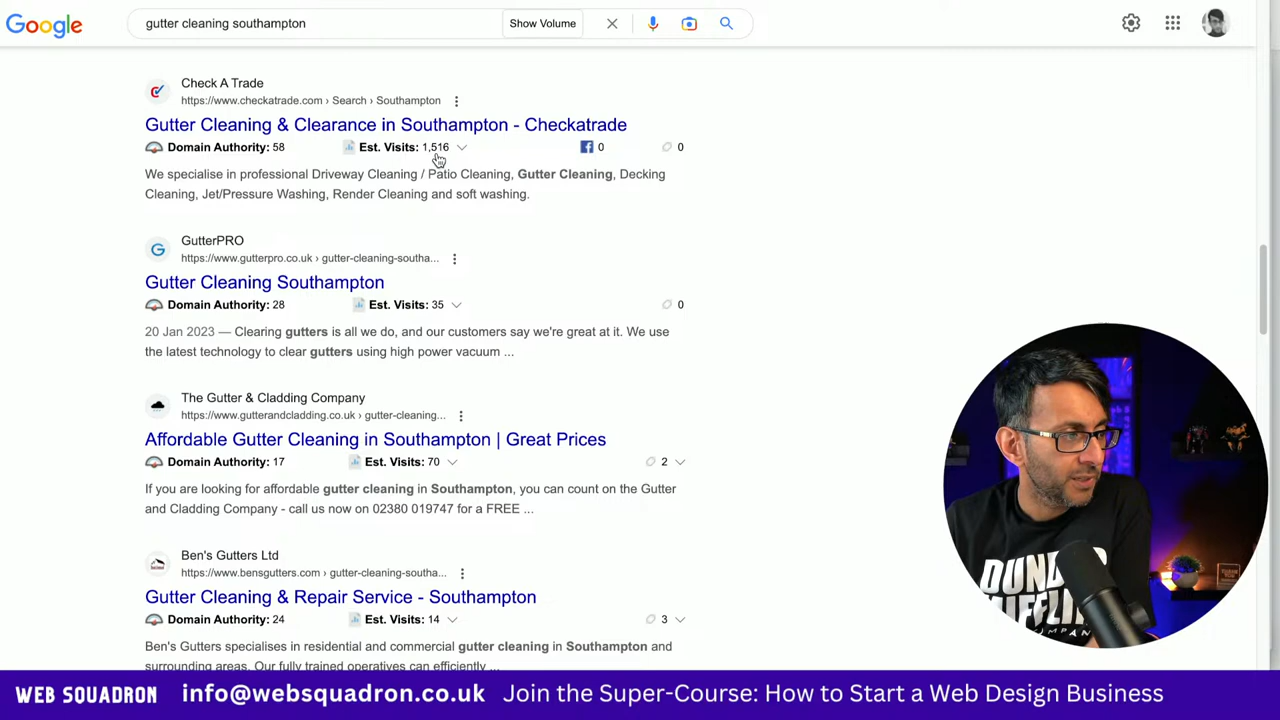 Google
gutter cleaning southampton
Show Volume
Check A Trade
https://www.checkatrade.com › Search › Southampton
Gutter Cleaning & Clearance in Southampton - Checkatrade
Domain Authority: 58
Est. Visits: 1,516
0
0
We specialise in professional Driveway Cleaning / Patio Cleaning, Gutter Cleaning, Decking
Cleaning, Jet/Pressure Washing, Render Cleaning and soft washing.
GutterPRO
https://www.gutterpro.co.uk › gutter-cleaning-southa...
Gutter Cleaning Southampton
Domain Authority: 28
Est. Visits: 35
0
20 Jan 2023 — Clearing gutters is all we do, and our customers say we're great at it. We use
the latest technology to clear gutters using high power vacuum ...
The Gutter & Cladding Company
https://www.gutterandcladding.co.uk › gutter-cleaning...
Affordable Gutter Cleaning in Southampton | Great Prices
Domain Authority: 17
Est. Visits: 70
2
If you are looking for affordable gutter cleaning in Southampton, you can count on the Gutter
and Cladding Company - call us now on 02380 019747 for a FREE ...
Ben's Gutters Ltd
https://www.bensgutters.com › gutter-cleaning-southa...
Gutter Cleaning & Repair Service - Southampton
Domain Authority: 24
Est. Visits: 14
3
Ben's Gutters specialises in residential and commercial gutter cleaning in Southampton and
surrounding areas. Our fully trained operatives can efficiently ...
WEB SQUADRON
info@websquadron.co.uk
Join the Super-Course: How to Start a Web Design Business